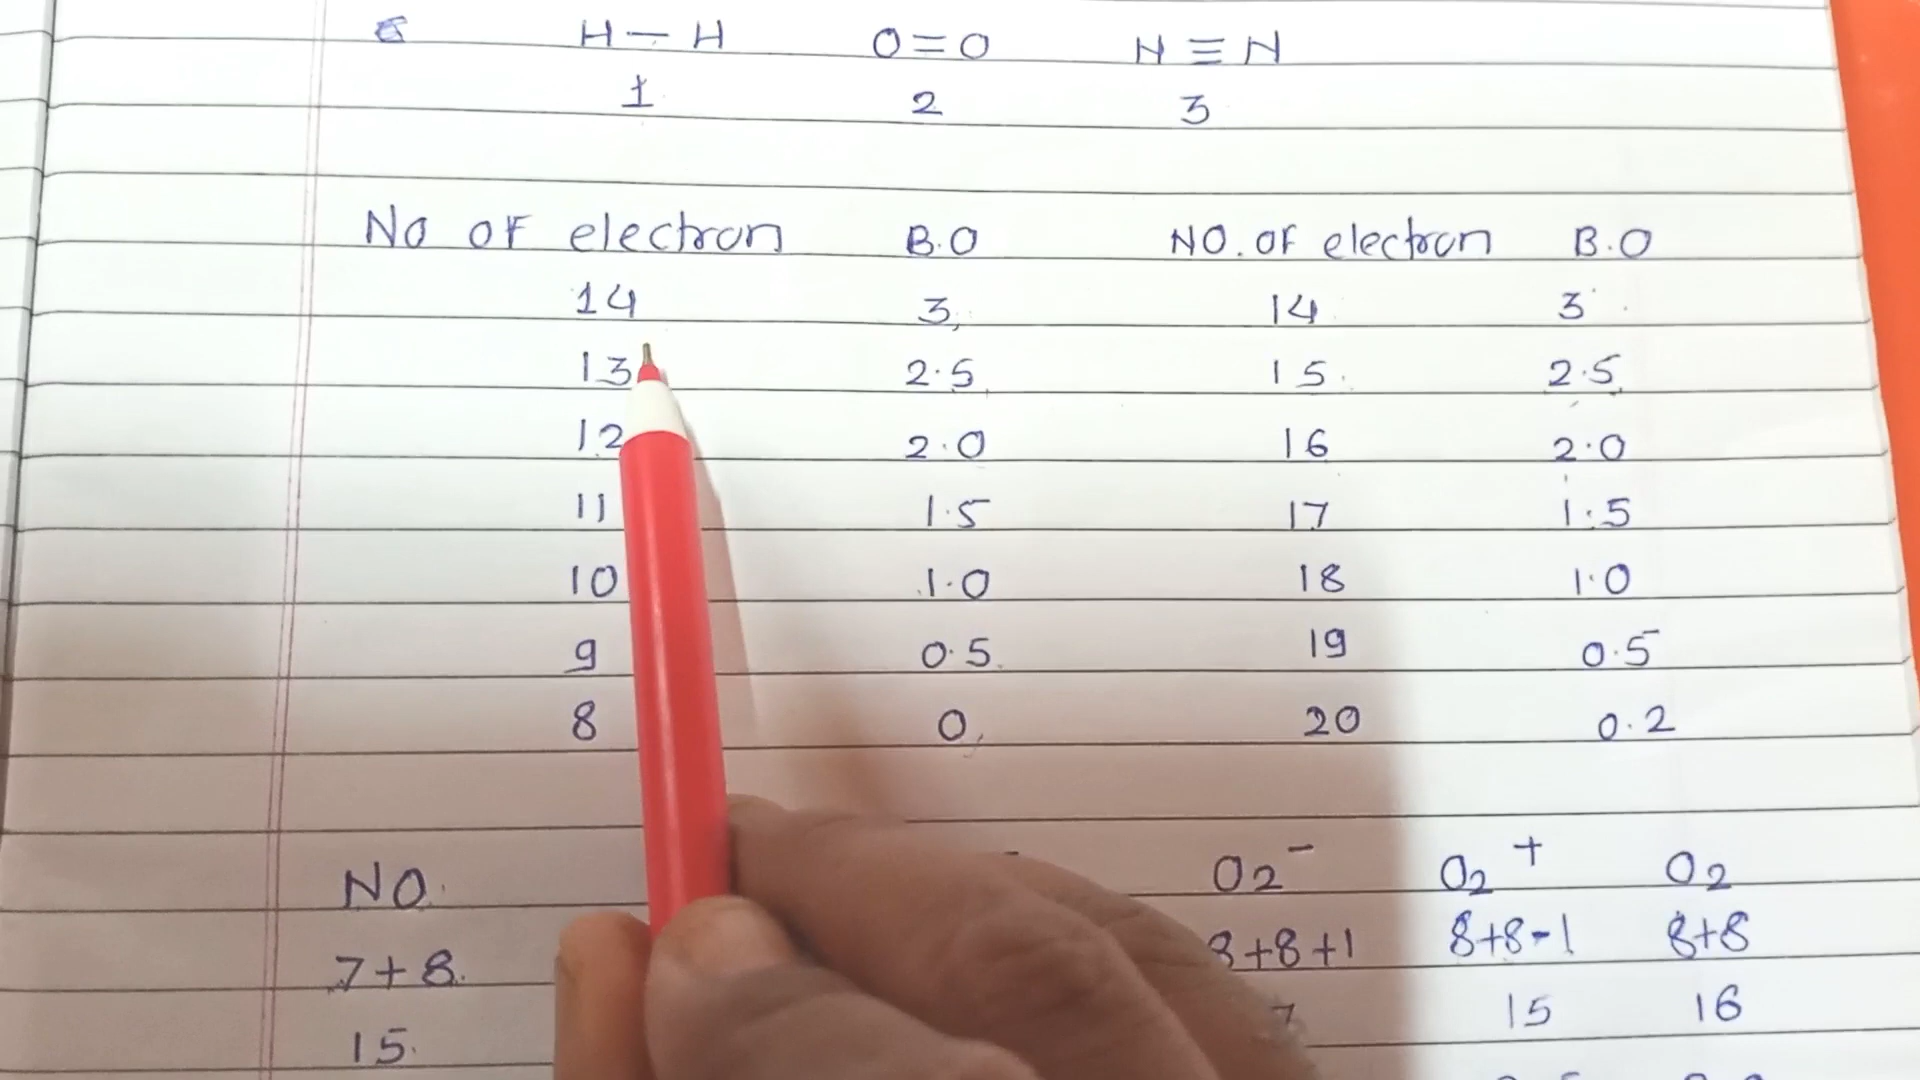 H — H O = O N ≡ N
1 2 3
No OF electron B.O NO. OF electron B.O
14 3 14 3
13 2.5 15 2.5
12 2.0 16 2.0
11 1.5 17 1.5
10 1.0 18 1.0
9 0.5 19 0.5
8 0 20 0.2
NO. O2⁻ O2⁺ O2
7+8. 8+8+1 8+8-1 8+8
15. 7 15 16